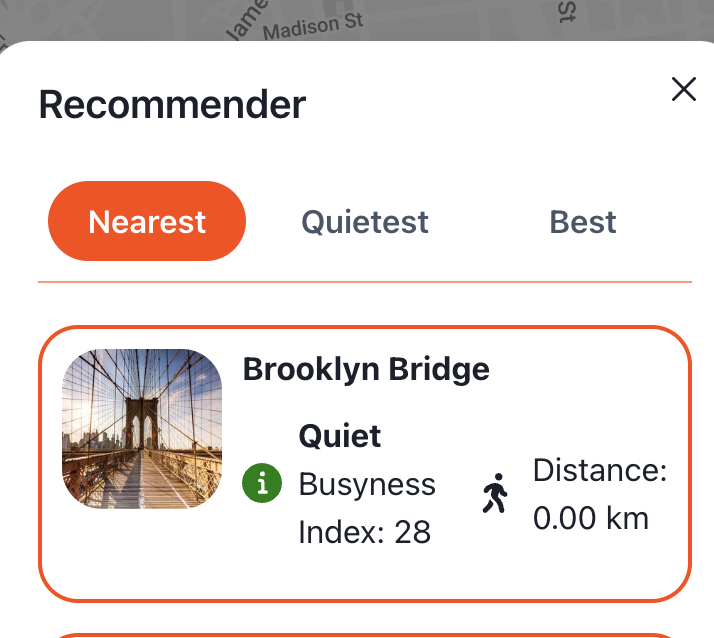 Jame
Madison St
St
Recommender
Nearest Quietest Best
Brooklyn Bridge
Quiet
Busyness
Index: 28
Distance:
0.00 km